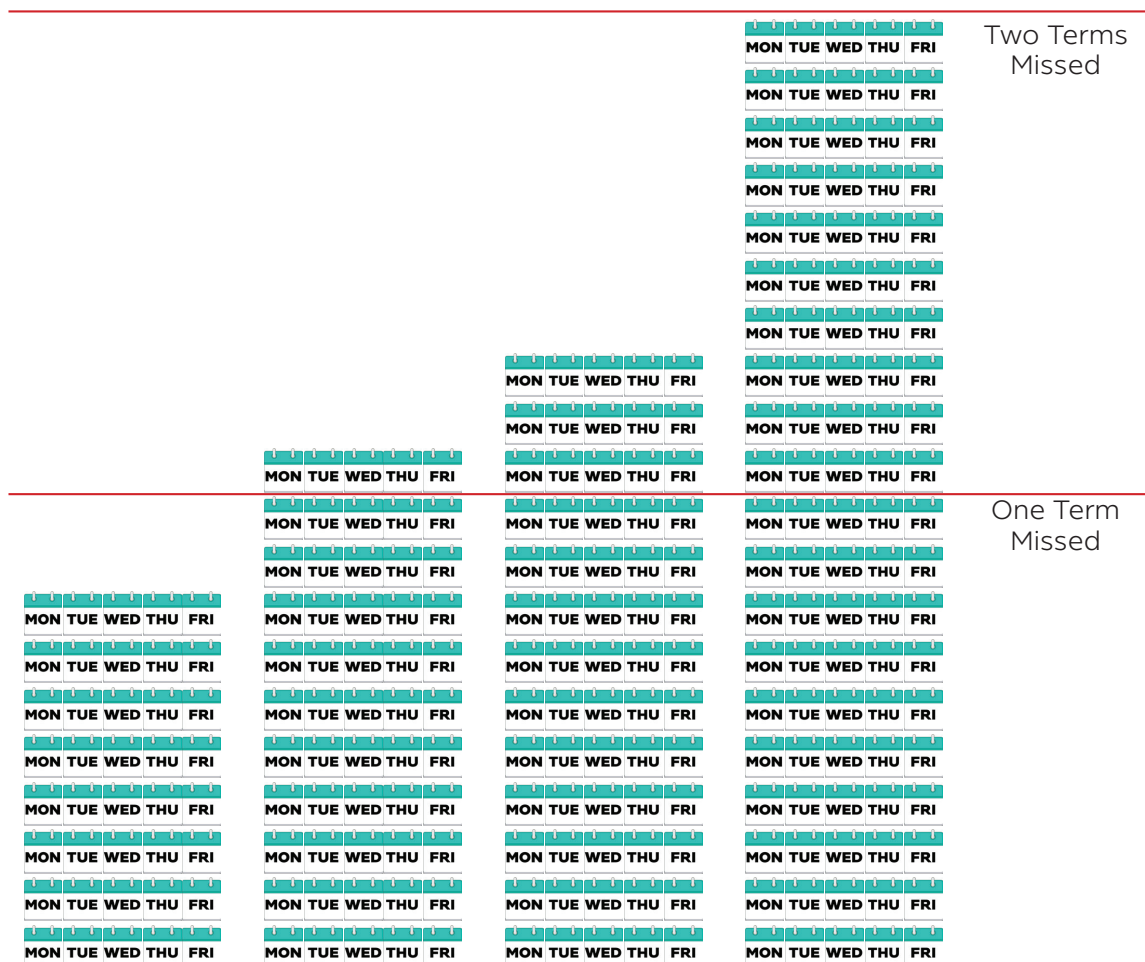 Two Terms
MON TUE WED THU FRI
Missed
MON TUE WED THU FRI
MON TUE WED THU FRI
MON TUE WED THU FRI
MON TUE WED THU FRI
MON TUE WED THU FRI
MON TUE WED THU FRI
MON TUE WED THU FRI MON TUE WED THU FRI
MON TUE WED THU FRI MON TUE WED THU FRI
MON TUE WED THU FRI MON TUE WED THU FRI MON TUE WED THU FRI
One Term
MON TUE WED THU FRI MON TUE WED THU FRI MON TUE WED THU FRI
Missed
MON TUE WED THU FRI MON TUE WED THU FRI MON TUE WED THU FRI
MON TUE WED THU FRI MON TUE WED THU FRI MON TUE WED THU FRI MON TUE WED THU FRI
MON TUE WED THU FRI MON TUE WED THU FRI MON TUE WED THU FRI MON TUE WED THU FRI
MON TUE WED THU FRI MON TUE WED THU FRI MON TUE WED THU FRI MON TUE WED THU FRI
MON TUE WED THU FRI MON TUE WED THU FRI MON TUE WED THU FRI MON TUE WED THU FRI
MON TUE WED THU FRI MON TUE WED THU FRI MON TUE WED THU FRI MON TUE WED THU FRI
MON TUE WED THU FRI MON TUE WED THU FRI MON TUE WED THU FRI MON TUE WED THU FRI
MON TUE WED THU FRI MON TUE WED THU FRI MON TUE WED THU FRI MON TUE WED THU FRI
MON TUE WED THU FRI MON TUE WED THU FRI MON TUE WED THU FRI MON TUE WED THU FRI